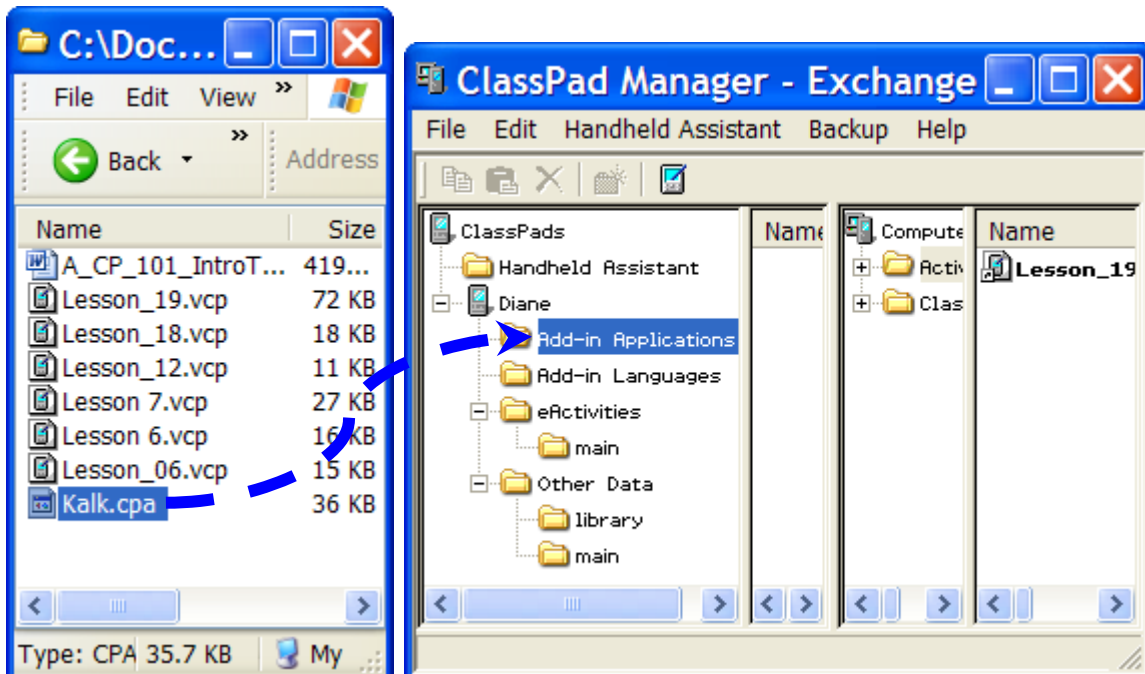 C:\Doc...
File Edit View »
Back » Address
Name Size
A_CP_101_IntroT... 419...
Lesson_19.vcp 72 KB
Lesson_18.vcp 18 KB
Lesson_12.vcp 11 KB
Lesson 7.vcp 27 KB
Lesson 6.vcp 16 KB
Lesson_06.vcp 15 KB
Kalk.cpa 36 KB
Type: CPA 35.7 KB My
ClassPad Manager - Exchange
File Edit Handheld Assistant Backup Help
ClassPads
Handheld Assistant
Diane
Add-in Applications
Add-in Languages
eActivities
main
Other Data
library
main
Name
Compute
Activ
Clas
Name
Lesson_19